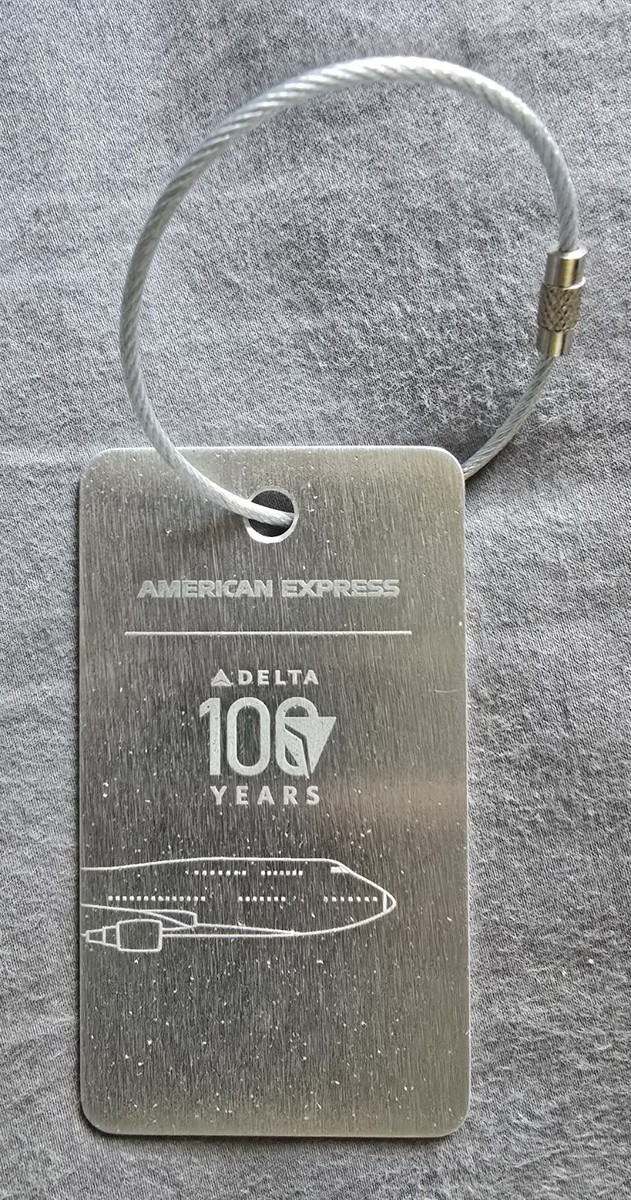 AMERICAN EXPRESS
DELTA
100
YEARS